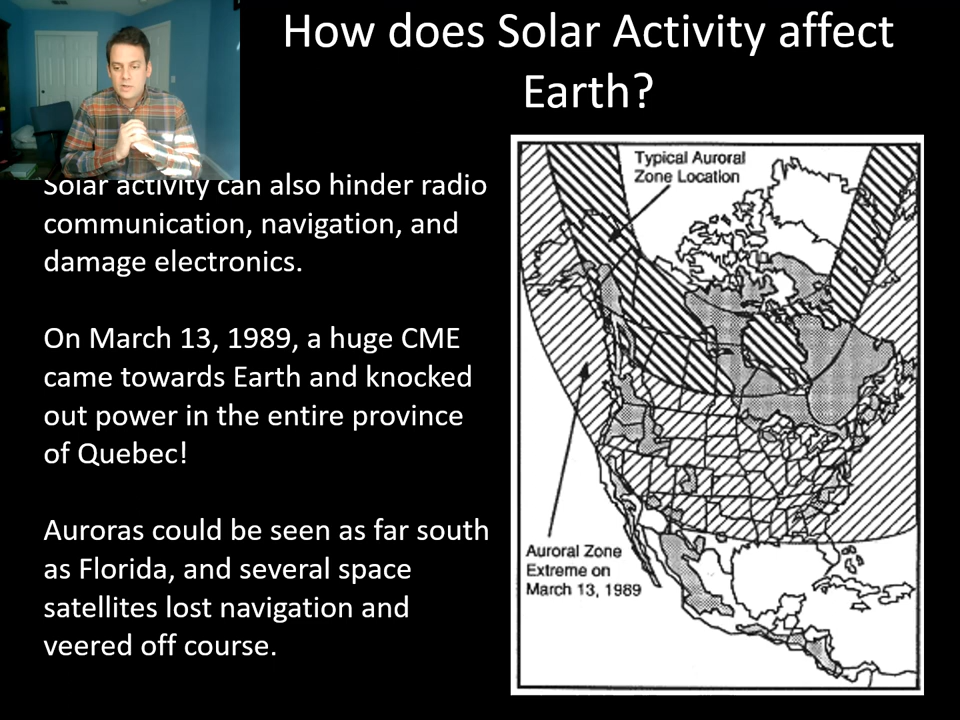 How does Solar Activity affect
Earth?
Solar activity can also hinder radio
communication, navigation, and
damage electronics.
On March 13, 1989, a huge CME
came towards Earth and knocked
out power in the entire province
of Quebec!
Auroras could be seen as far south
as Florida, and several space
satellites lost navigation and
veered off course.
Typical Auroral
Zone Location
Auroral Zone
Extreme on
March 13, 1989